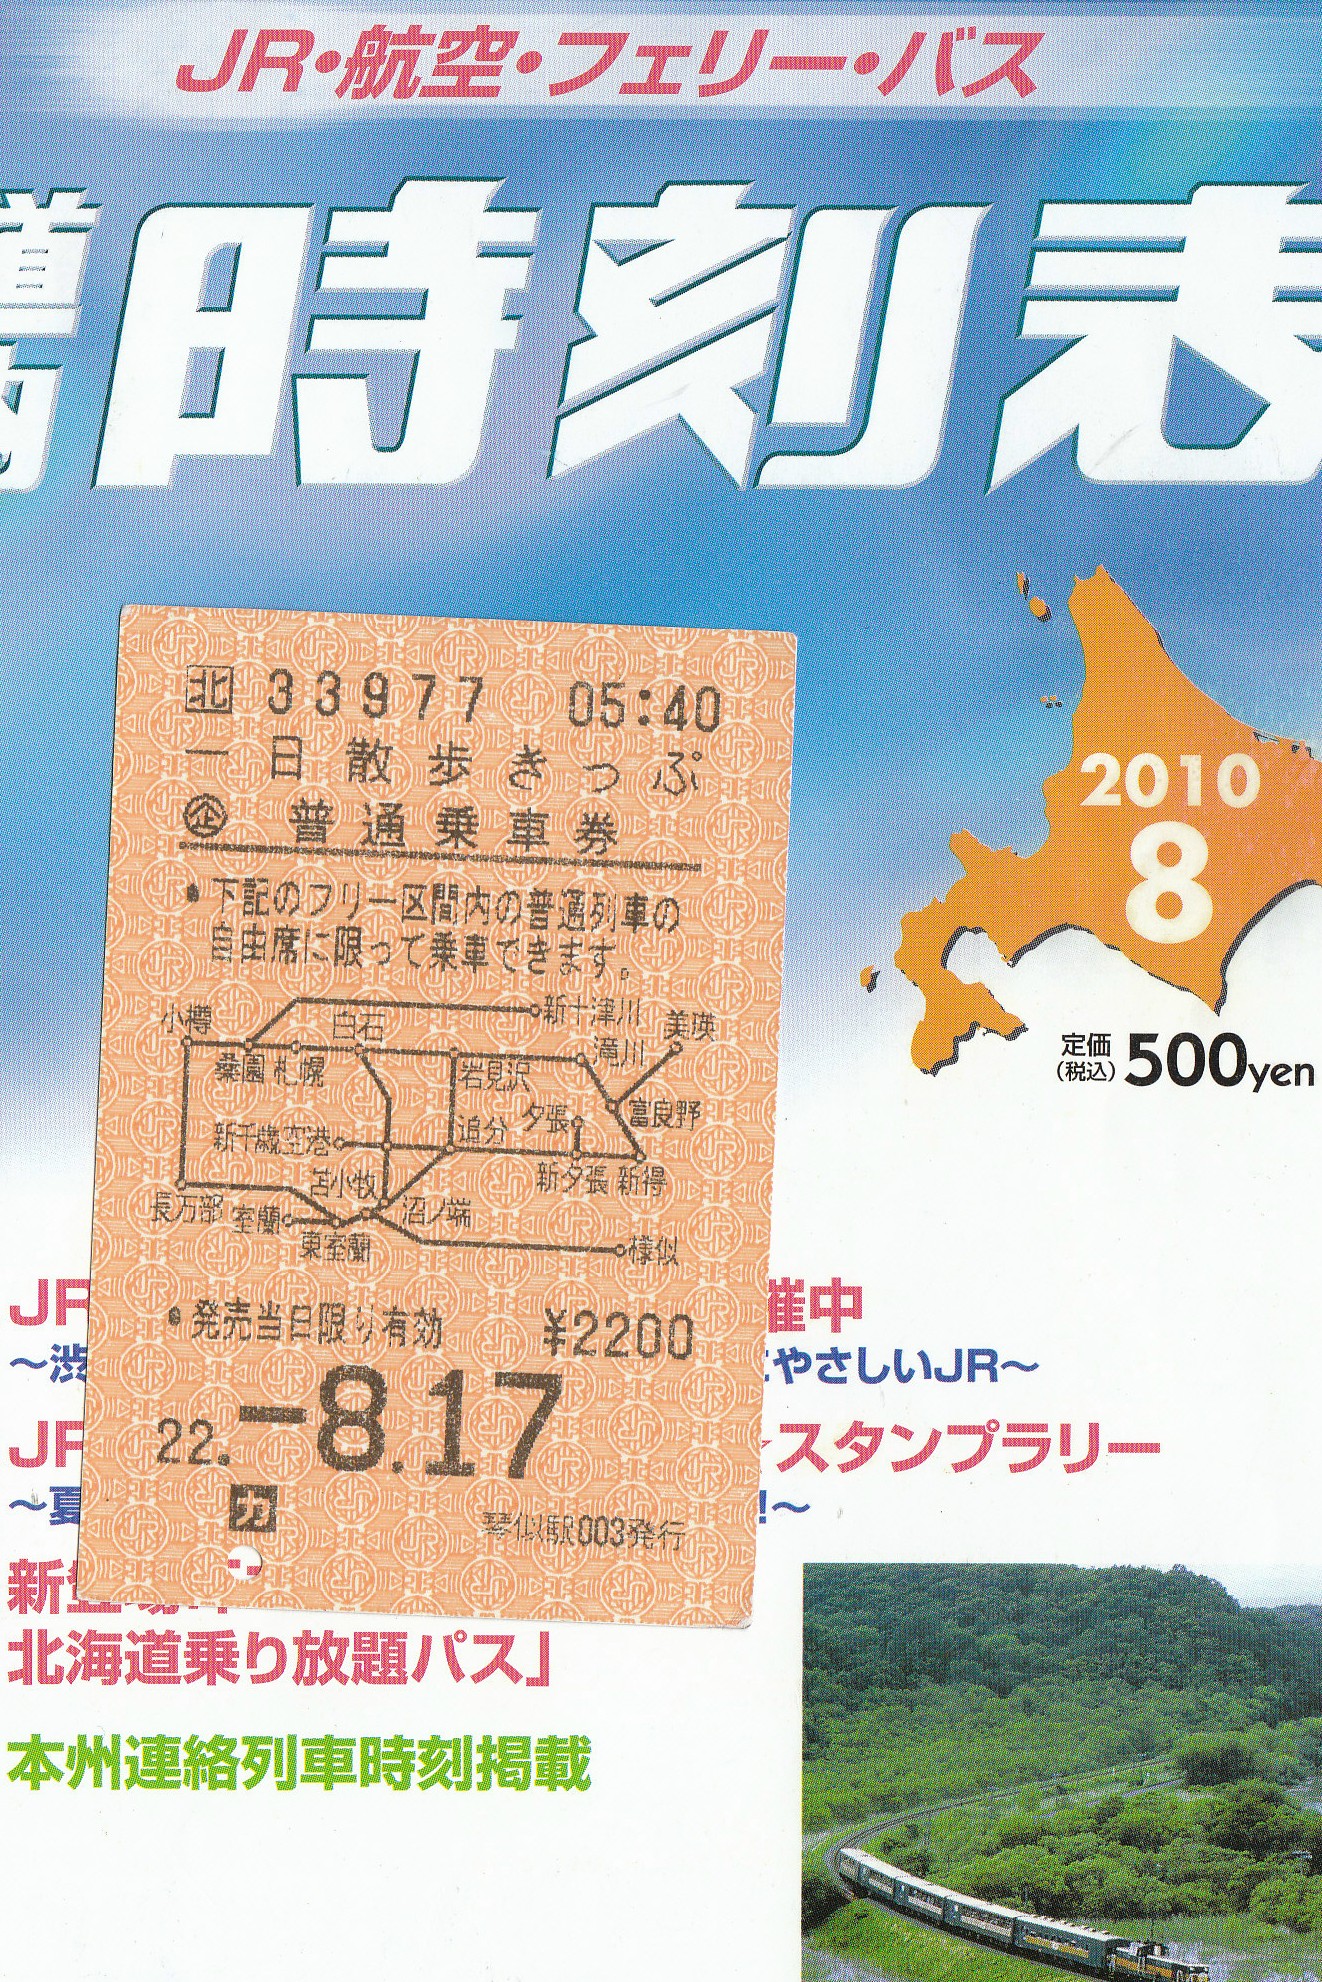 JR・航空・フェリー・バス
道
時刻表
2010
8
定価
(税込) 500yen
北 33977 05:40
一日散歩きっぷ
企 普通乗車券
・下記のフリー区間内の普通列車の
自由席に限って乗車できます。
新十津川
小樽 白石 美瑛
滝川
桑園 札幌 岩見沢
夕張 富良野
新千歳空港 追分
苫小牧 新夕張 新得
長万部 室蘭 沼ノ端
東室蘭 様似
・発売当日限り有効 ¥2200
22.-8.17
カ
琴似駅003発行
JR 催中
～渋 にやさしいJR～
JR スタンプラリー
～夏 !～
新登場
北海道乗り放題パス」
本州連絡列車時刻掲載